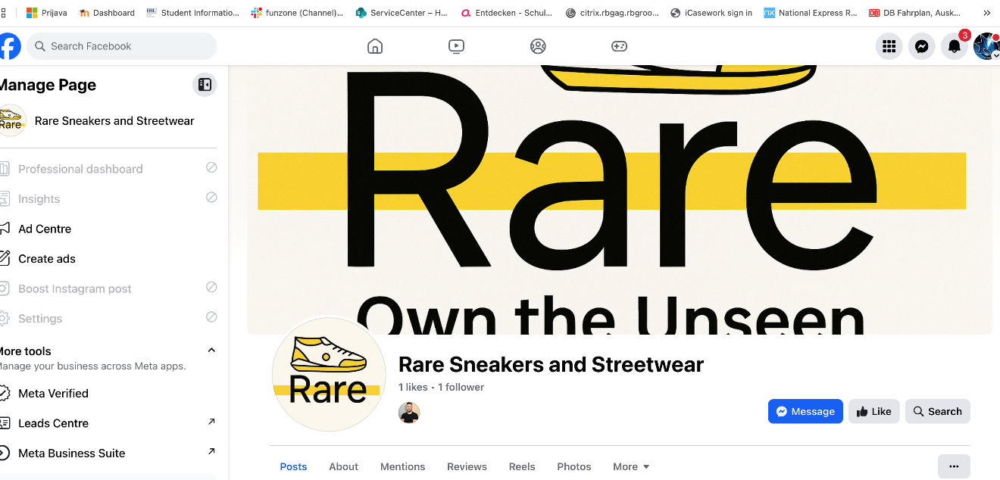 Prijava
Dashboard
Student Informatio...
funzone (Channel)...
ServiceCenter – H...
Entdecken - Schul...
citrix.rbgag.rbgroo...
iCasework sign in
National Express R...
DB Fahrplan, Ausk...
Search Facebook
3
Manage Page
Rare
Rare Sneakers and Streetwear
Professional dashboard
Insights
Ad Centre
Create ads
Boost Instagram post
Settings
More tools
Manage your business across Meta apps.
Meta Verified
Leads Centre
Meta Business Suite
Rare
Own the Unseen
Rare
Rare Sneakers and Streetwear
1 likes • 1 follower
Message
Like
Search
Posts
About
Mentions
Reviews
Reels
Photos
More